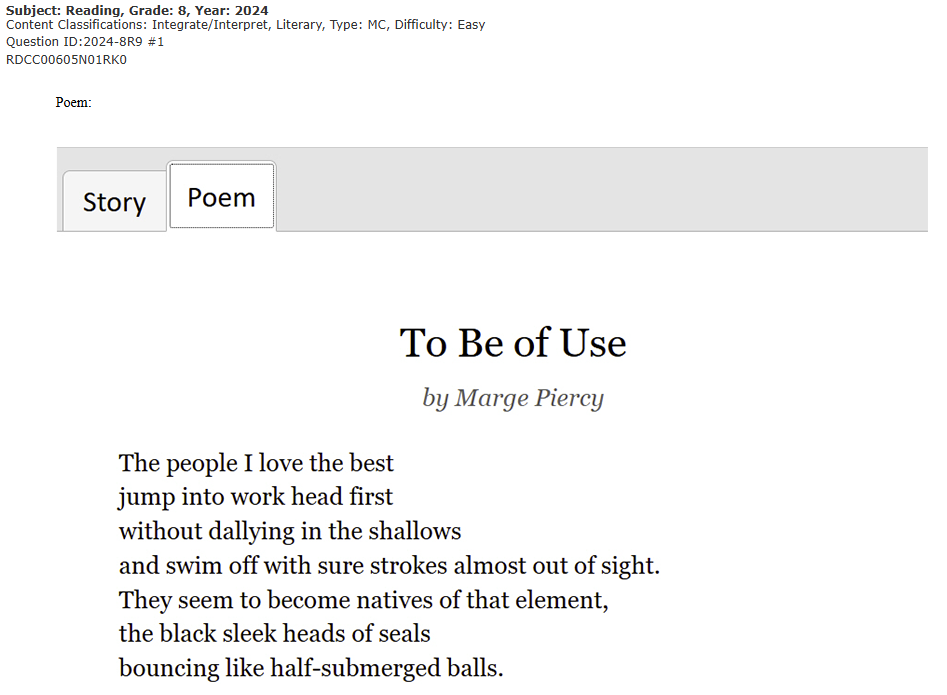 Subject: Reading, Grade: 8, Year: 2024
Content Classifications: Integrate/Interpret, Literary, Type: MC, Difficulty: Easy
Question ID:2024-8R9 #1
RDCC00605N01RK0
Poem:
Story Poem
To Be of Use
by Marge Piercy
The people I love the best
jump into work head first
without dallying in the shallows
and swim off with sure strokes almost out of sight.
They seem to become natives of that element,
the black sleek heads of seals
bouncing like half-submerged balls.